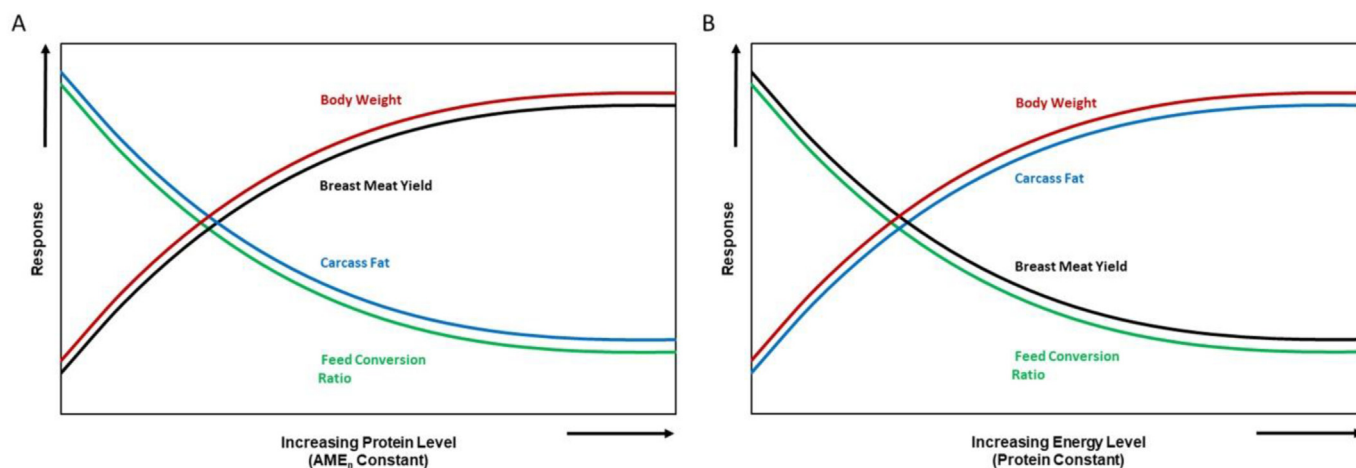 A
Response
Body Weight
Breast Meat Yield
Carcass Fat
Feed Conversion
Ratio
Increasing Protein Level
(AMEₙ Constant)
B
Response
Body Weight
Carcass Fat
Breast Meat Yield
Feed Conversion
Ratio
Increasing Energy Level
(Protein Constant)